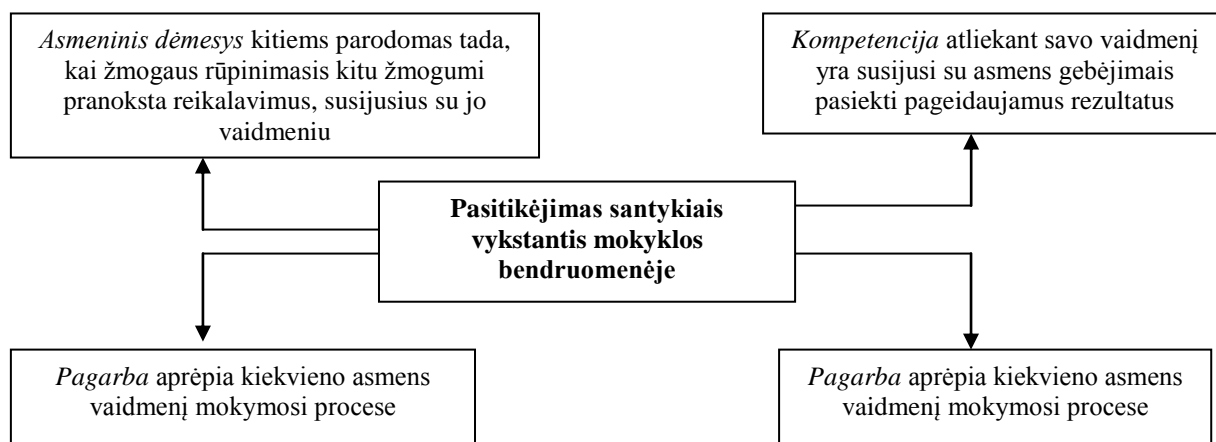 Asmeninis dėmesys kitiems parodomas tada,
kai žmogaus rūpinimasis kitu žmogumi
pranoksta reikalavimus, susijusius su jo
vaidmeniu
Kompetencija atliekant savo vaidmenį
yra susijusi su asmens gebėjimais
pasiekti pageidaujamus rezultatus
Pasitikėjimas santykiais
vykstantis mokyklos
bendruomenėje
Pagarba aprėpia kiekvieno asmens
vaidmenį mokymosi procese
Pagarba aprėpia kiekvieno asmens
vaidmenį mokymosi procese